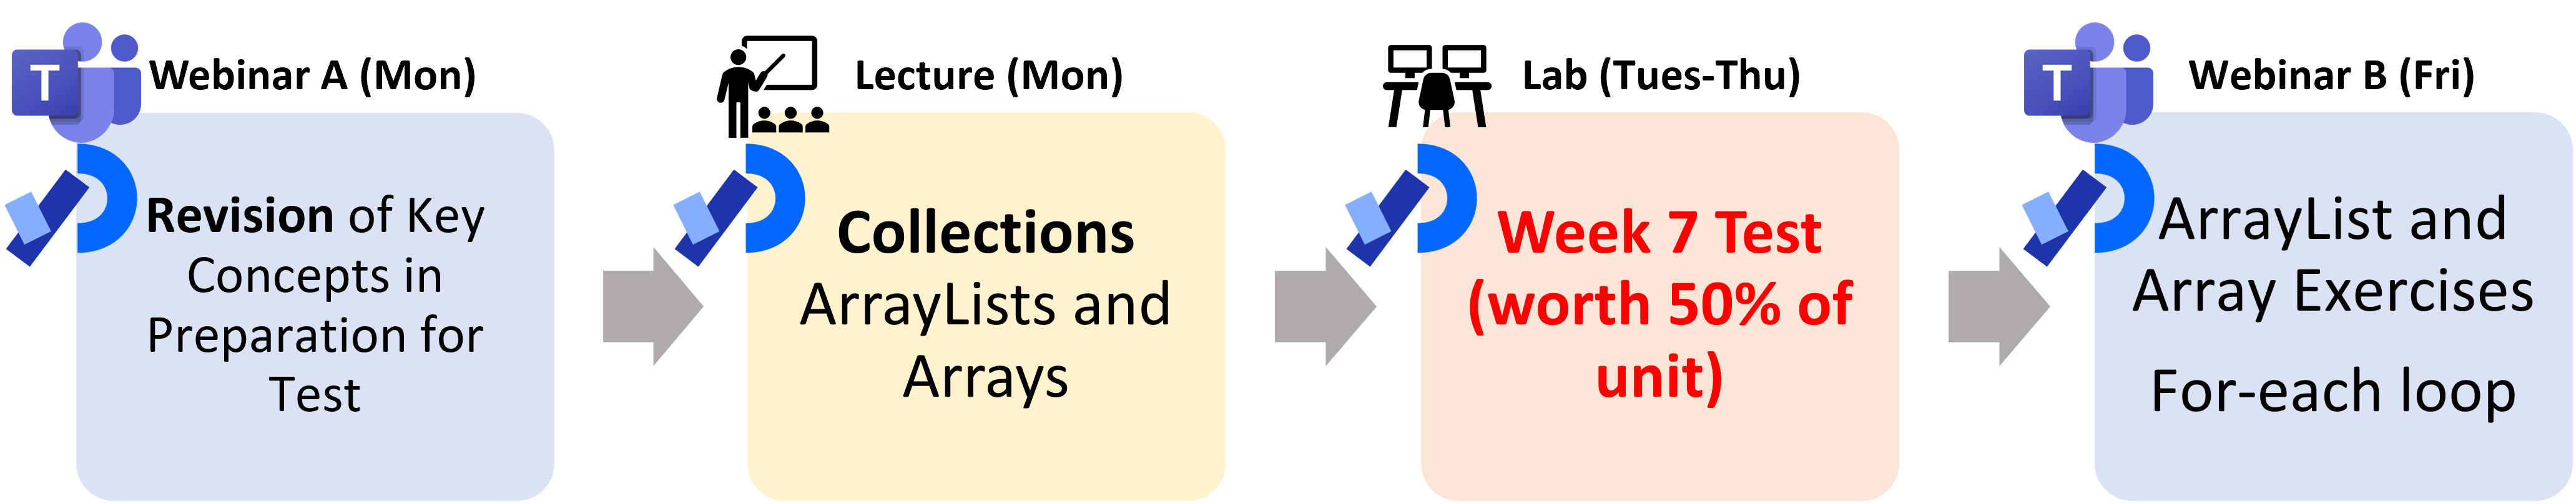 Webinar A (Mon)
Revision of Key
Concepts in
Preparation for
Test
Lecture (Mon)
Collections
ArrayLists and
Arrays
Lab (Tues-Thu)
Week 7 Test
(worth 50% of
unit)
Webinar B (Fri)
ArrayList and
Array Exercises
For-each loop
T
T